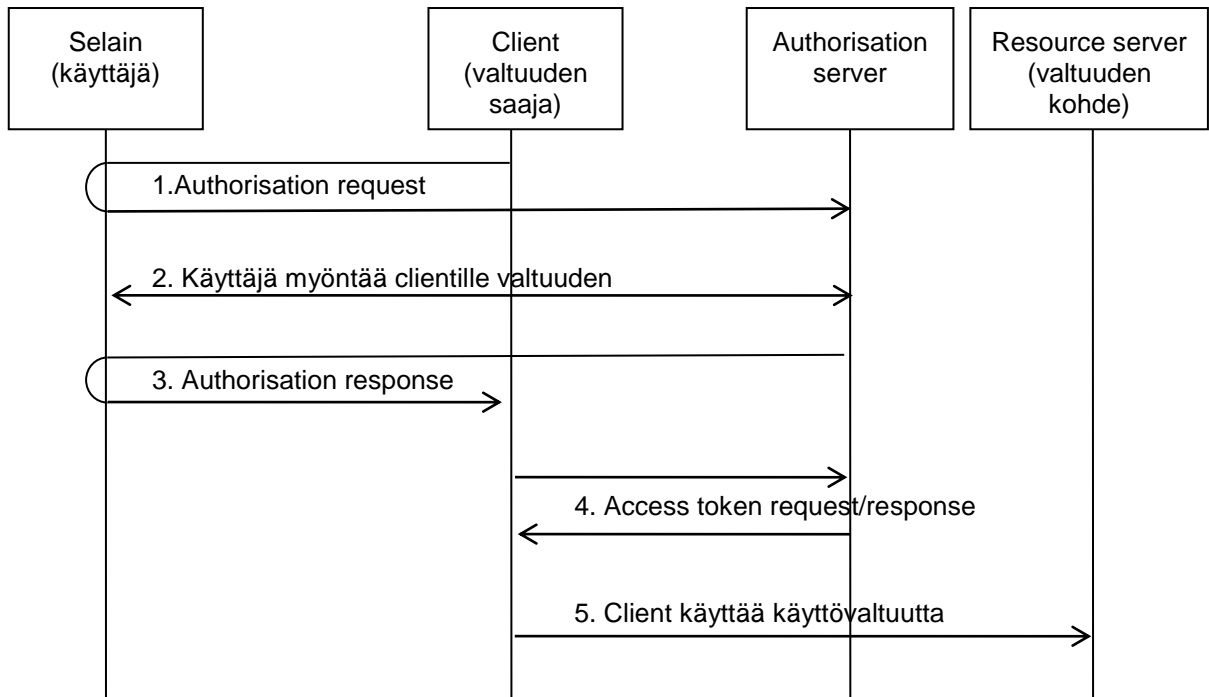 Selain
(käyttäjä)
Client
(valtuuden
saaja)
Authorisation
server
Resource server
(valtuuden
kohde)
1.Authorisation request
2. Käyttäjä myöntää clientille valtuuden
3. Authorisation response
4. Access token request/response
5. Client käyttää käyttövaltuutta